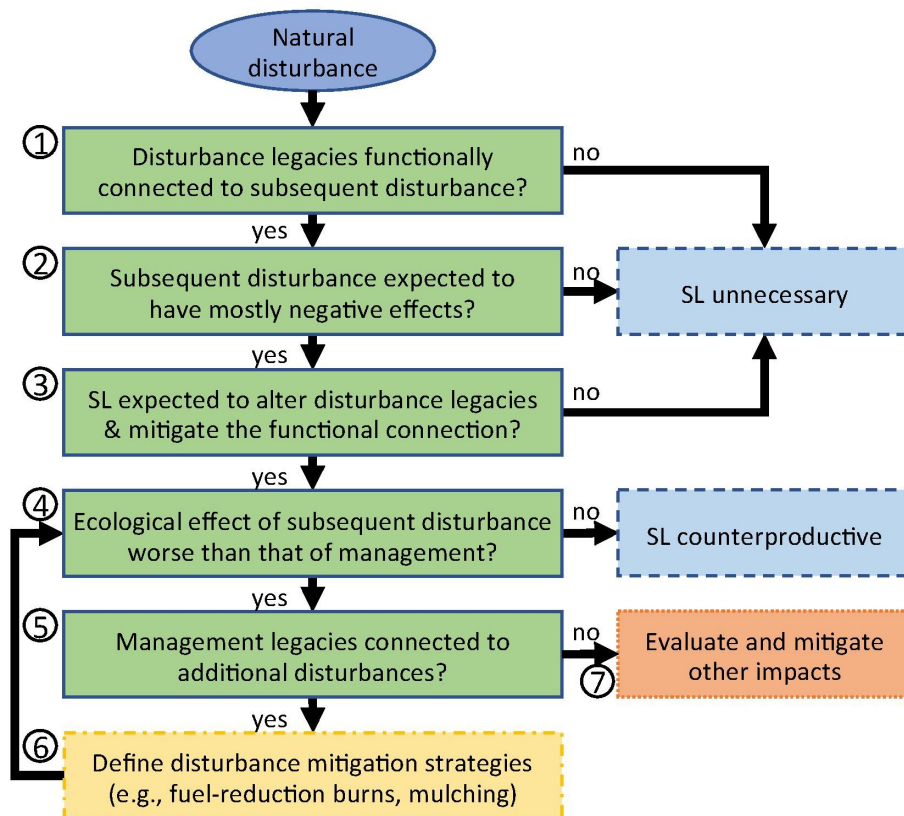 Natural
disturbance
1
Disturbance legacies functionally
connected to subsequent disturbance?
no
yes
2
Subsequent disturbance expected to
have mostly negative effects?
no
SL unnecessary
yes
3
SL expected to alter disturbance legacies
& mitigate the functional connection?
no
yes
4
Ecological effect of subsequent disturbance
worse than that of management?
no
SL counterproductive
yes
5
Management legacies connected to
additional disturbances?
no
7
Evaluate and mitigate
other impacts
yes
6
Define disturbance mitigation strategies
(e.g., fuel-reduction burns, mulching)